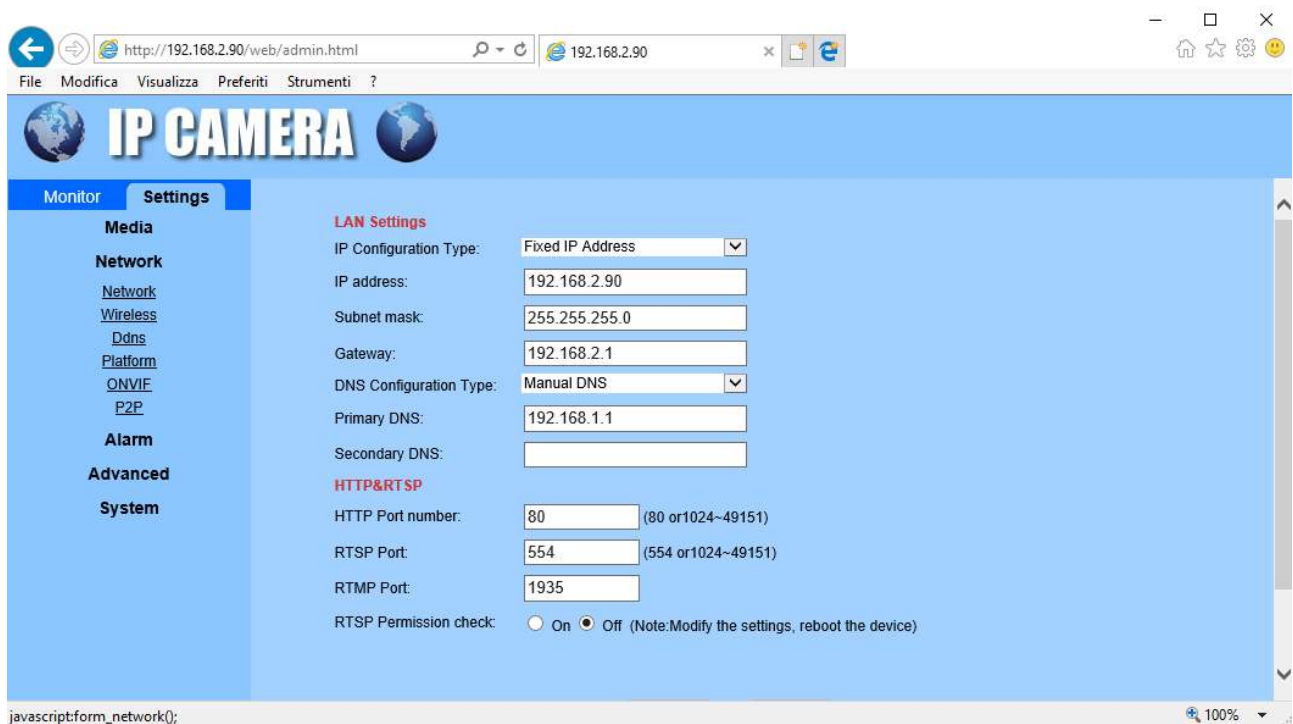 http://192.168.2.90/web/admin.html
192.168.2.90
File Modifica Visualizza Preferiti Strumenti ?
IP CAMERA
Monitor Settings
Media
Network
Network
Wireless
Ddns
Platform
ONVIF
P2P
Alarm
Advanced
System
LAN Settings
IP Configuration Type: Fixed IP Address
IP address: 192.168.2.90
Subnet mask: 255.255.255.0
Gateway: 192.168.2.1
DNS Configuration Type: Manual DNS
Primary DNS: 192.168.1.1
Secondary DNS:
HTTP&RTSP
HTTP Port number: 80 (80 or1024~49151)
RTSP Port: 554 (554 or1024~49151)
RTMP Port: 1935
RTSP Permission check: On Off (Note:Modify the settings, reboot the device)
javascript:form_network();
100%